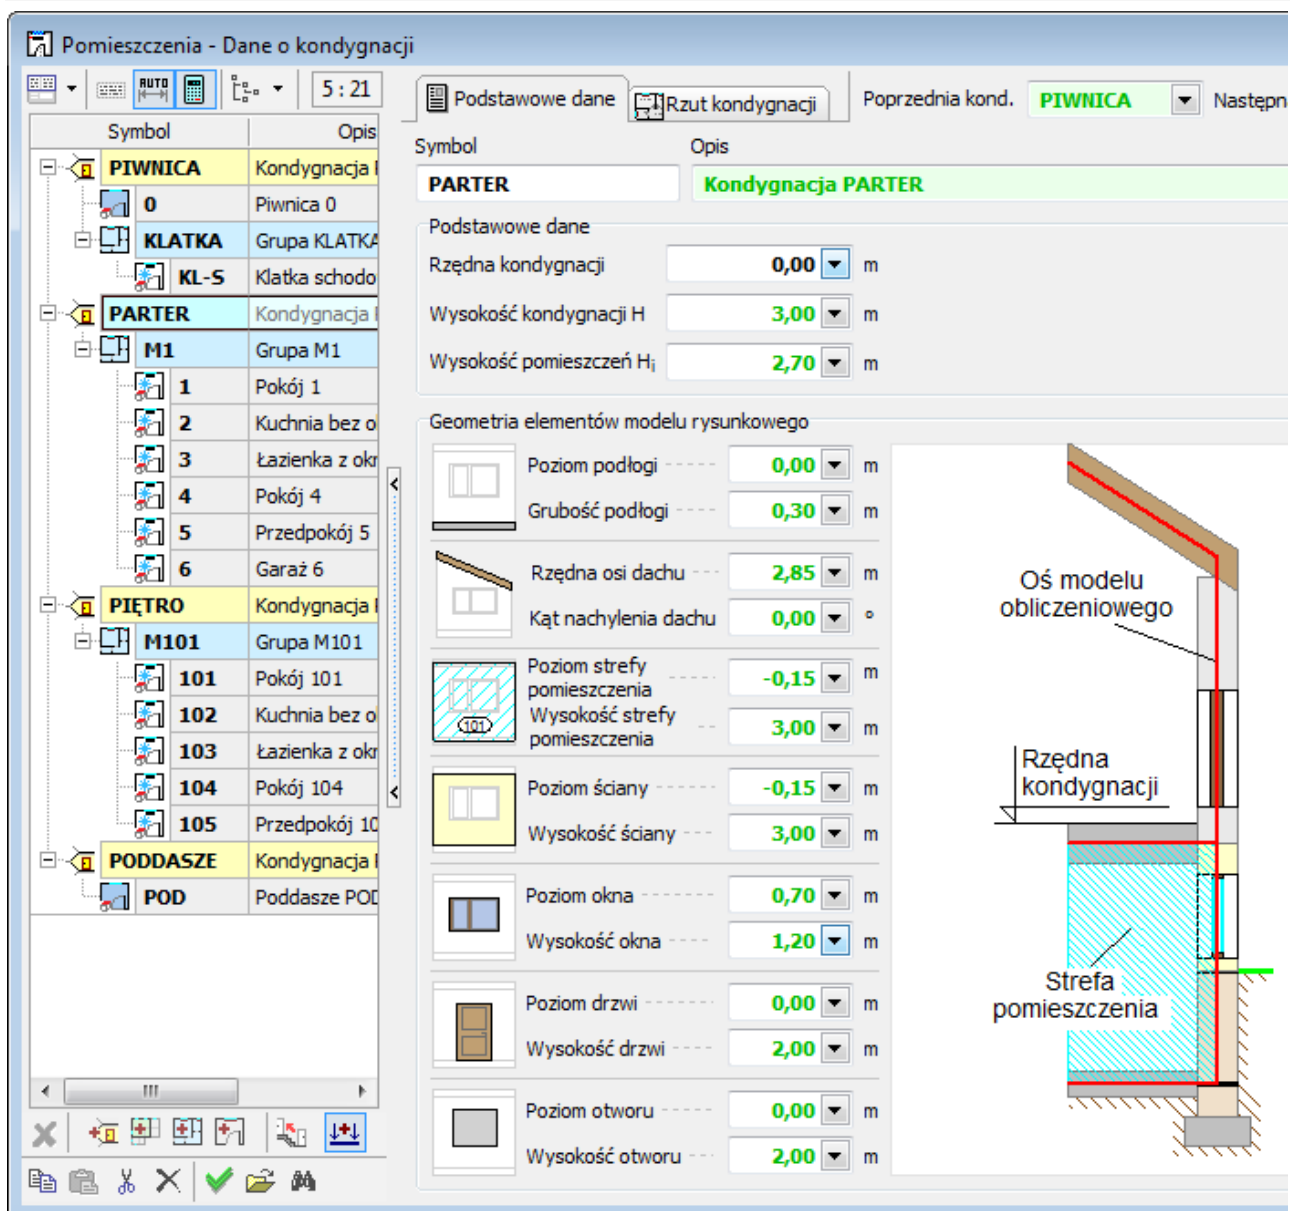 Pomieszczenia - Dane o kondygnacji
AUTO
5 : 21
Symbol Opis
PIWNICA Kondygnacja
0 Piwnica 0
KLATKA Grupa KLATKA
KL-S Klatka schodo
PARTER Kondygnacja
M1 Grupa M1
1 Pokój 1
2 Kuchnia bez o
3 Łazienka z okr
4 Pokój 4
5 Przedpokój 5
6 Garaż 6
PIĘTRO Kondygnacja
M101 Grupa M101
101 Pokój 101
102 Kuchnia bez o
103 Łazienka z okr
104 Pokój 104
105 Przedpokój 10
PODDASZE Kondygnacja
POD Poddasze POD
Podstawowe dane Rzut kondygnacji Poprzednia kond. PIWNICA Następn
Symbol Opis
PARTER Kondygnacja PARTER
Podstawowe dane
Rzędna kondygnacji 0,00 m
Wysokość kondygnacji H 3,00 m
Wysokość pomieszczeń Hi 2,70 m
Geometria elementów modelu rysunkowego
Poziom podłogi 0,00 m
Grubość podłogi 0,30 m
Rzędna osi dachu 2,85 m
Kąt nachylenia dachu 0,00 °
Poziom strefy
pomieszczenia -0,15 m
Wysokość strefy
pomieszczenia 3,00 m
101
Poziom ściany -0,15 m
Wysokość ściany 3,00 m
Poziom okna 0,70 m
Wysokość okna 1,20 m
Poziom drzwi 0,00 m
Wysokość drzwi 2,00 m
Poziom otworu 0,00 m
Wysokość otworu 2,00 m
Oś modelu
obliczeniowego
Rzędna
kondygnacji
Strefa
pomieszczenia